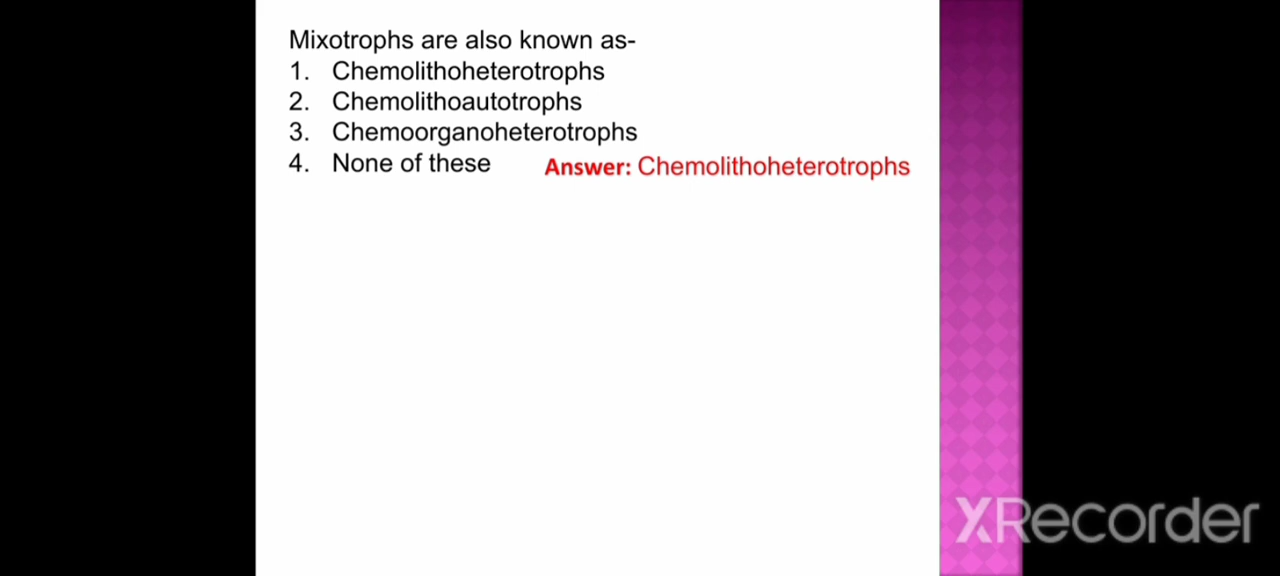 Mixotrophs are also known as-
1. Chemolithoheterotrophs
2. Chemolithoautotrophs
3. Chemoorganoheterotrophs
4. None of these Answer: Chemolithoheterotrophs
XRecorder